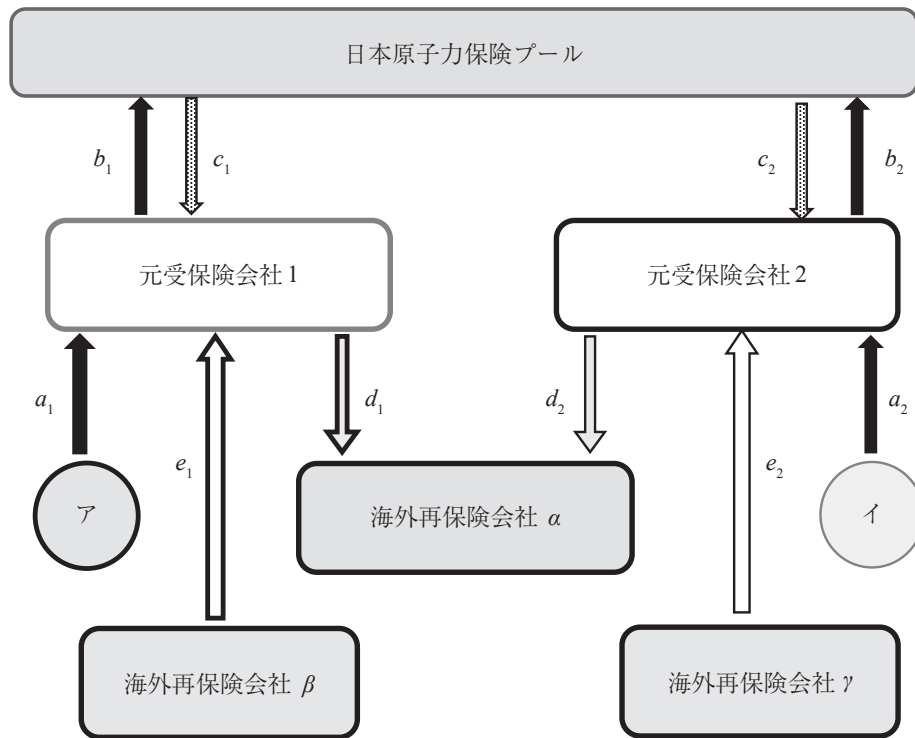 日本原子力保険プール
b1
c1
c2
b2
元受保険会社 1
元受保険会社 2
a1
d1
d2
a2
e1
e2
ア
海外再保険会社 α
イ
海外再保険会社 β
海外再保険会社 γ